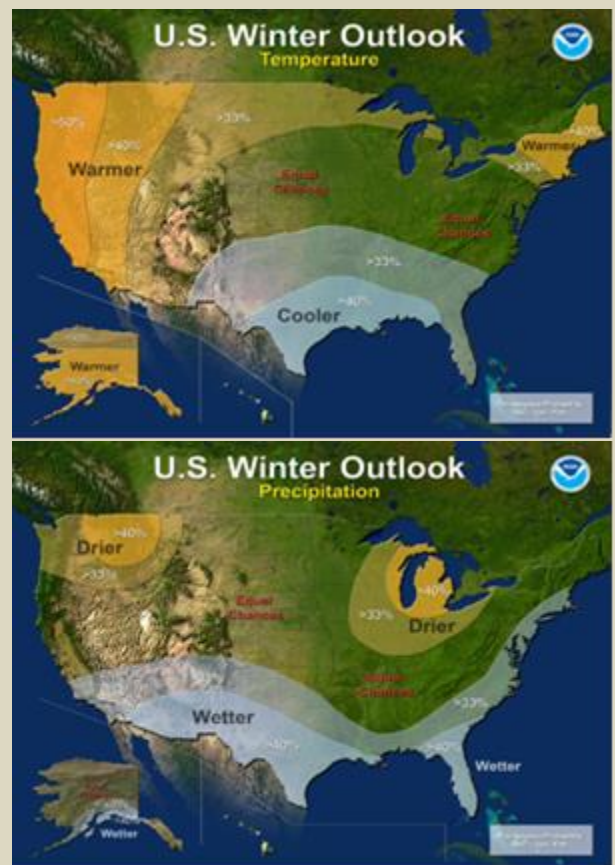 U.S. Winter Outlook
Temperature
>50%
>40%
>33%
>40%
Warmer
Warmer
>33%
Equal
Chances
Equal
Chances
>33%
>40%
Cooler
Warmer
U.S. Winter Outlook
Precipitation
>40%
Drier
>33%
Equal
Chances
>40%
>33%
Drier
Equal
Chances
>33%
Wetter
>40%
>40%
Wetter
Wetter